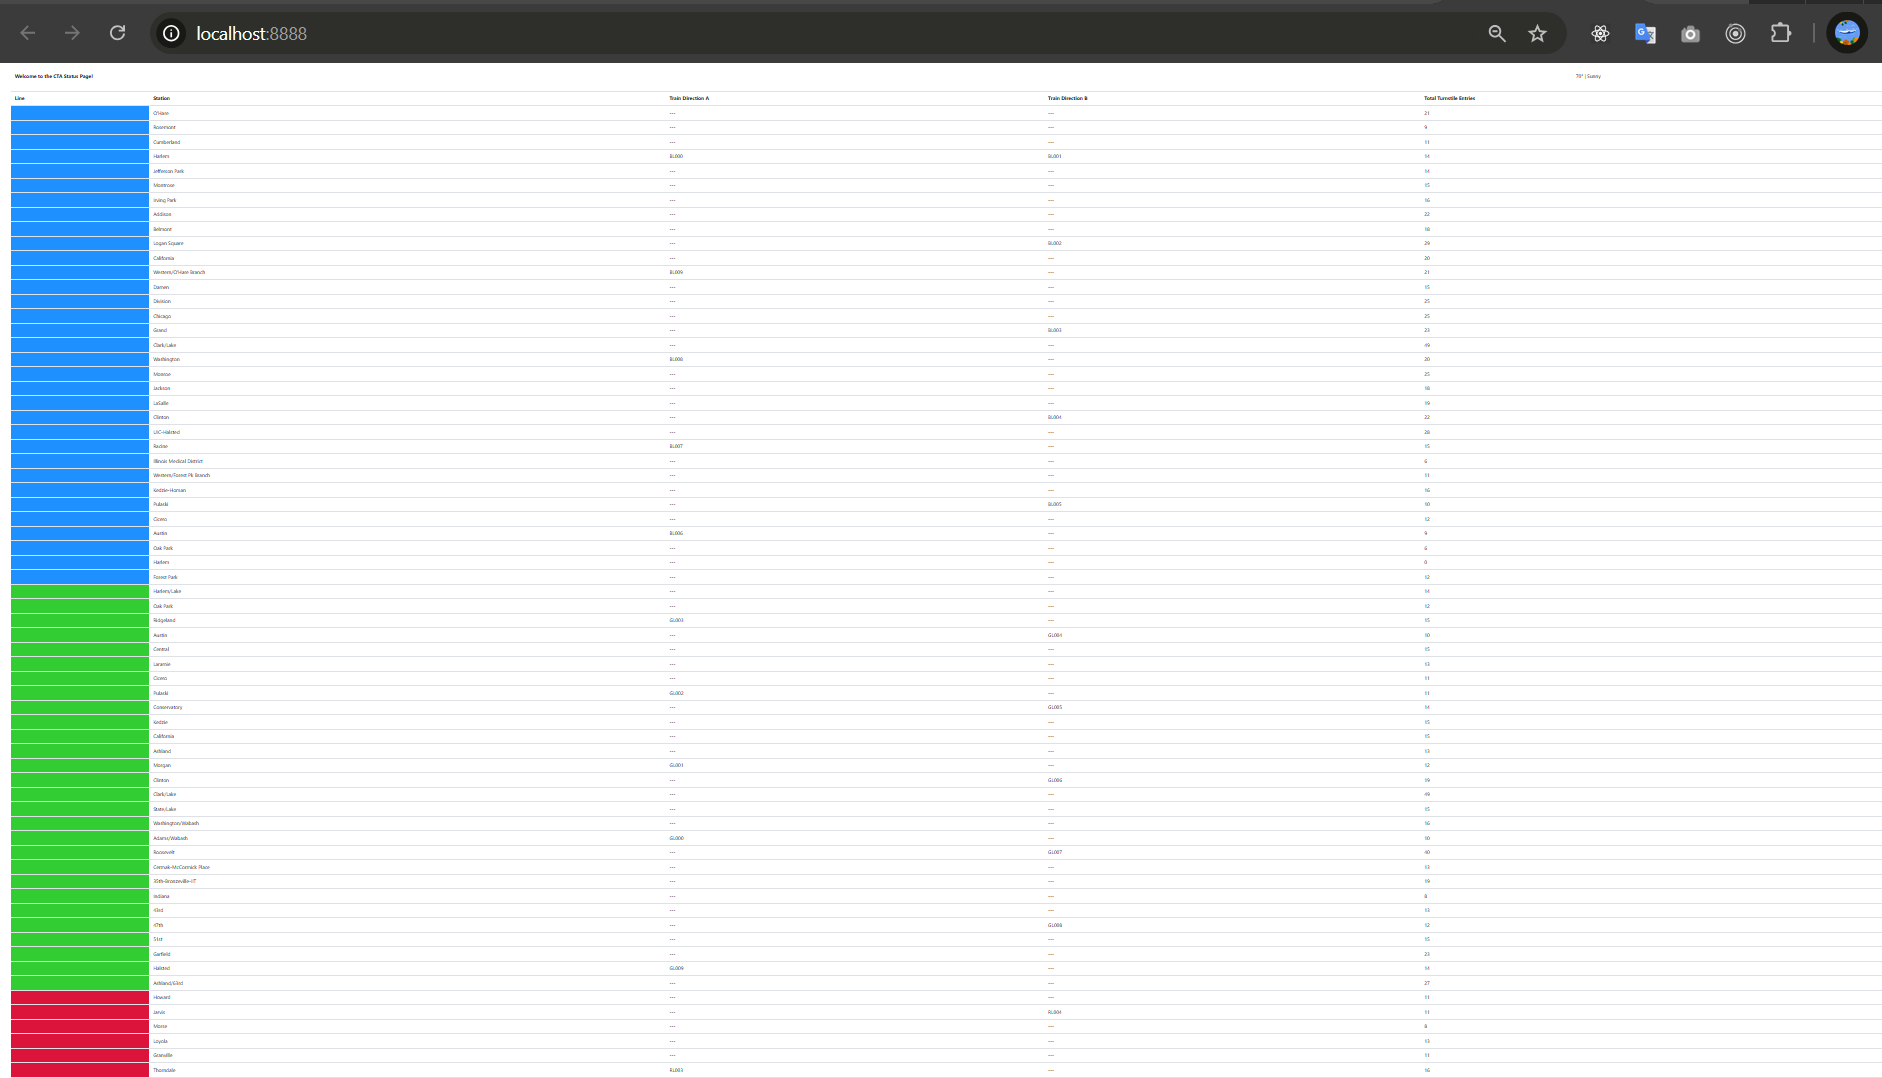 localhost:8888
Welcome to the CTA Status Page!
70° | Sunny
Line Station Train Direction A Train Direction B Total Turnstile Entries
O'Hare --- --- 21
Rosemont --- --- 9
Cumberland --- --- 11
Harlem BL000 BL001 14
Jefferson Park --- --- 14
Montrose --- --- 15
Irving Park --- --- 16
Addison --- --- 22
Belmont --- --- 18
Logan Square --- BL002 29
California --- --- 20
Western/O'Hare Branch BL009 --- 21
Damen --- --- 15
Division --- --- 25
Chicago --- --- 25
Grand --- BL003 23
Clark/Lake --- --- 49
Washington BL008 --- 20
Monroe --- --- 25
Jackson --- --- 18
LaSalle --- --- 19
Clinton --- BL004 22
UIC-Halsted --- --- 28
Racine BL007 --- 15
Illinois Medical District --- --- 6
Western/Forest Pk Branch --- --- 11
Kedzie-Homan --- --- 16
Pulaski --- BL005 10
Cicero --- --- 12
Austin BL006 --- 9
Oak Park --- --- 6
Harlem --- --- 0
Forest Park --- --- 12
Harlem/Lake --- --- 14
Oak Park --- --- 12
Ridgeland GL003 --- 15
Austin --- GL004 10
Central --- --- 15
Laramie --- --- 13
Cicero --- --- 11
Pulaski GL002 --- 11
Conservatory --- GL005 14
Kedzie --- --- 15
California --- --- 15
Ashland --- --- 13
Morgan GL001 --- 12
Clinton --- GL006 19
Clark/Lake --- --- 49
State/Lake --- --- 15
Washington/Wabash --- --- 16
Adams/Wabash GL000 --- 10
Roosevelt --- GL007 40
Cermak-McCormick Place --- --- 13
35th-Bronzeville-IIT --- --- 19
Indiana --- --- 8
43rd --- --- 13
47th --- GL008 12
51st --- --- 15
Garfield --- --- 23
Halsted GL009 --- 14
Ashland/63rd --- --- 27
Howard --- --- 11
Jarvis --- RL004 11
Morse --- --- 8
Loyola --- --- 13
Granville --- --- 11
Thorndale RL003 --- 16